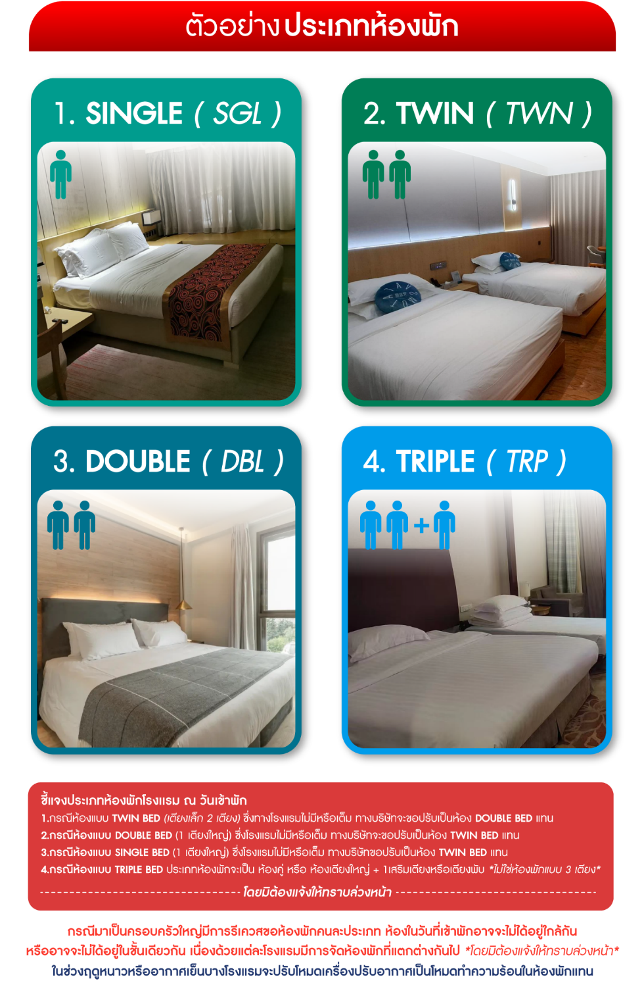 ตัวอย่างประเภทห้องพัก
1. SINGLE ( SGL )
2. TWIN ( TWN )
3. DOUBLE ( DBL )
4. TRIPLE ( TRP )
+
ชี้แจงประเภทห้องพักโรงแรม ณ วันเข้าพัก
1.กรณีห้องแบบ TWIN BED (เตียงเล็ก 2 เตียง) ซึ่งทางโรงแรมไม่มีหรือเต็ม ทางบริษัทจะขอปรับเป็นห้อง DOUBLE BED แทน
2.กรณีห้องแบบ DOUBLE BED (1 เตียงใหญ่) ซึ่งโรงแรมไม่มีหรือเต็ม ทางบริษัทจะขอปรับเป็นห้อง TWIN BED แทน
3.กรณีห้องแบบ SINGLE BED (1 เตียงใหญ่) ซึ่งโรงแรมไม่มีหรือเต็ม ทางบริษัทขอปรับเป็นห้อง TWIN BED แทน
4.กรณีห้องแบบ TRIPLE BED ประเภทห้องพักจะเป็น ห้องคู่ หรือ ห้องเตียงใหญ่ + 1เสริมเตียงหรือเตียงพับ *ไม่ใช่ห้องพักแบบ 3 เตียง*
โดยมิต้องแจ้งให้ทราบล่วงหน้า
กรณีมาเป็นครอบครัวใหญ่มีการรีเควสขอห้องพักคนละประเภท ห้องในวันที่เข้าพักอาจจะไม่ได้อยู่ใกล้กัน
หรืออาจจะไม่ได้อยู่ในชั้นเดียวกัน เนื่องด้วยแต่ละโรงแรมมีการจัดห้องพักที่แตกต่างกันไป *โดยมิต้องแจ้งให้ทราบล่วงหน้า*
ในช่วงฤดูหนาวหรืออากาศเย็นบางโรงแรมจะปรับโหมดเครื่องปรับอากาศเป็นโหมดทำความร้อนในห้องพักแทน